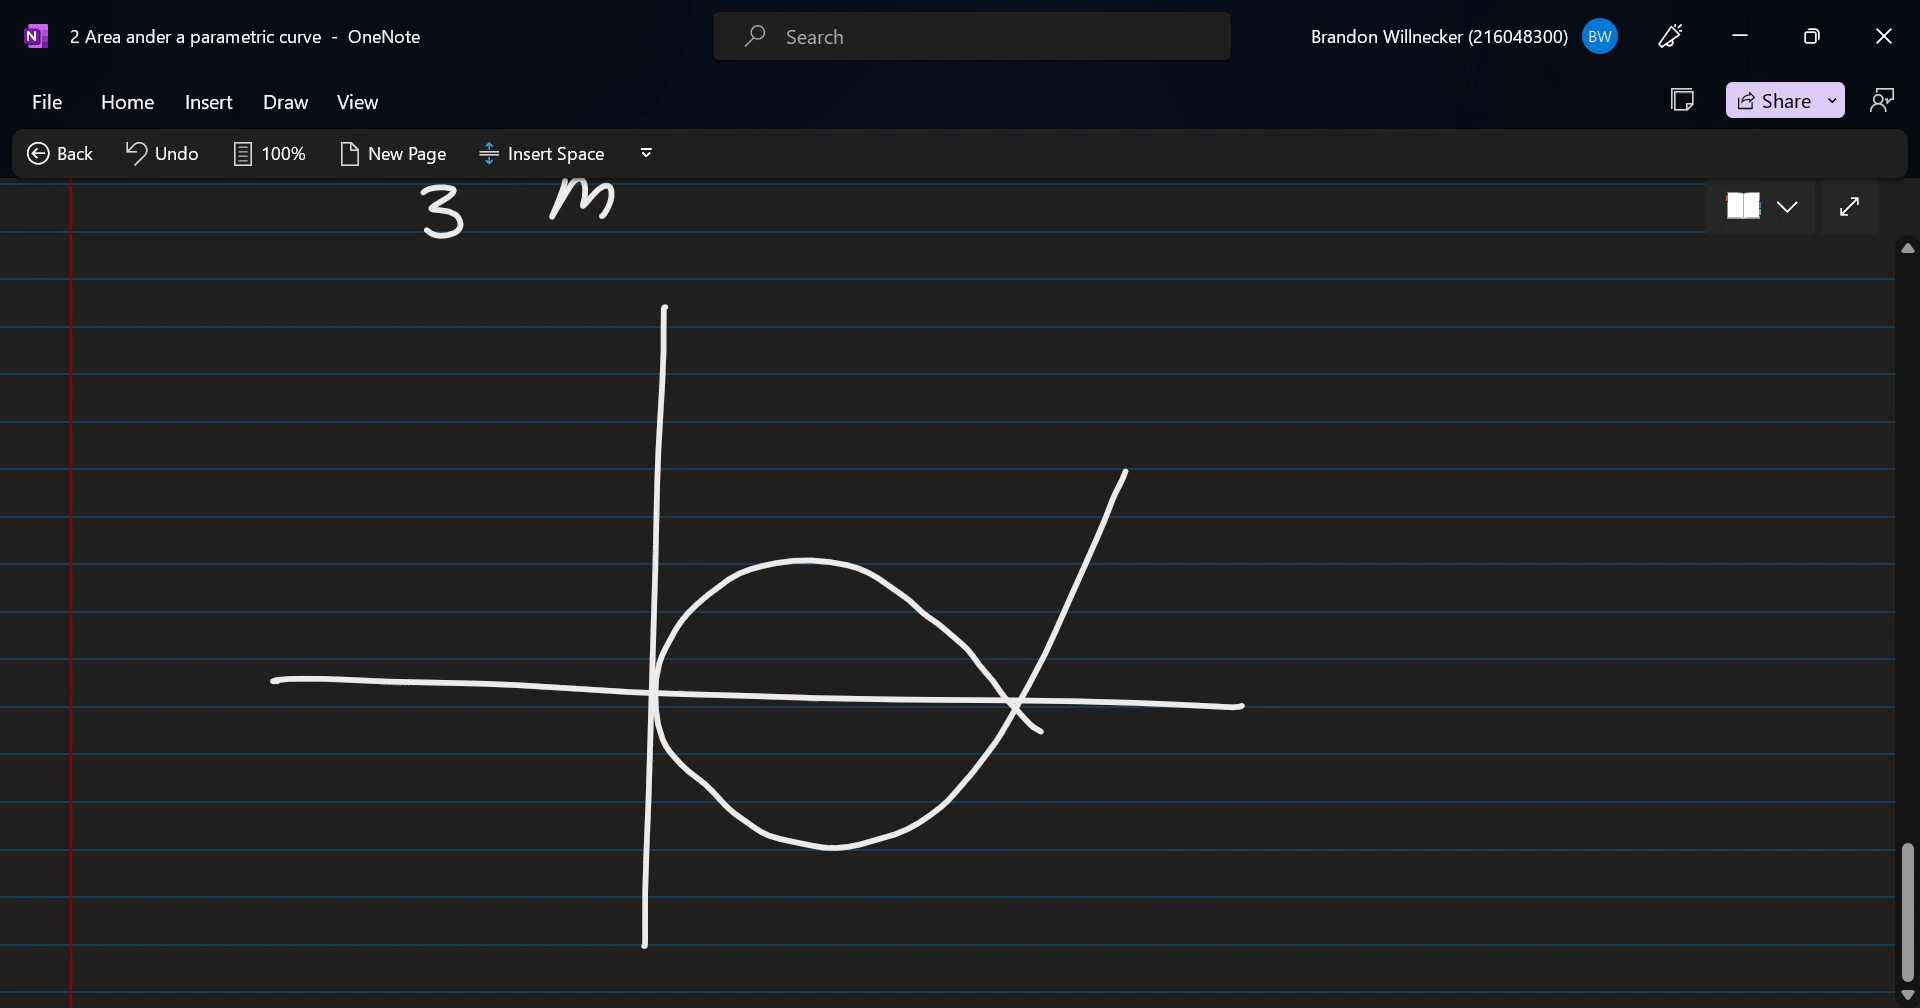 2 Area ander a parametric curve - OneNote
Search
Brandon Willnecker (216048300) BW
File Home Insert Draw View
Share
Back Undo 100% New Page Insert Space
3 m